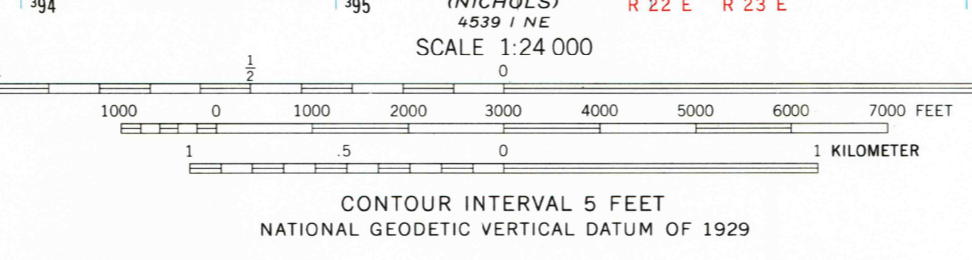 ³94 ³95 (NICHOLS) R 22 E R 23 E
4539 I NE
SCALE 1:24 000
1/2 0
1000 0 1000 2000 3000 4000 5000 6000 7000 FEET
1 .5 0 1 KILOMETER
CONTOUR INTERVAL 5 FEET
NATIONAL GEODETIC VERTICAL DATUM OF 1929